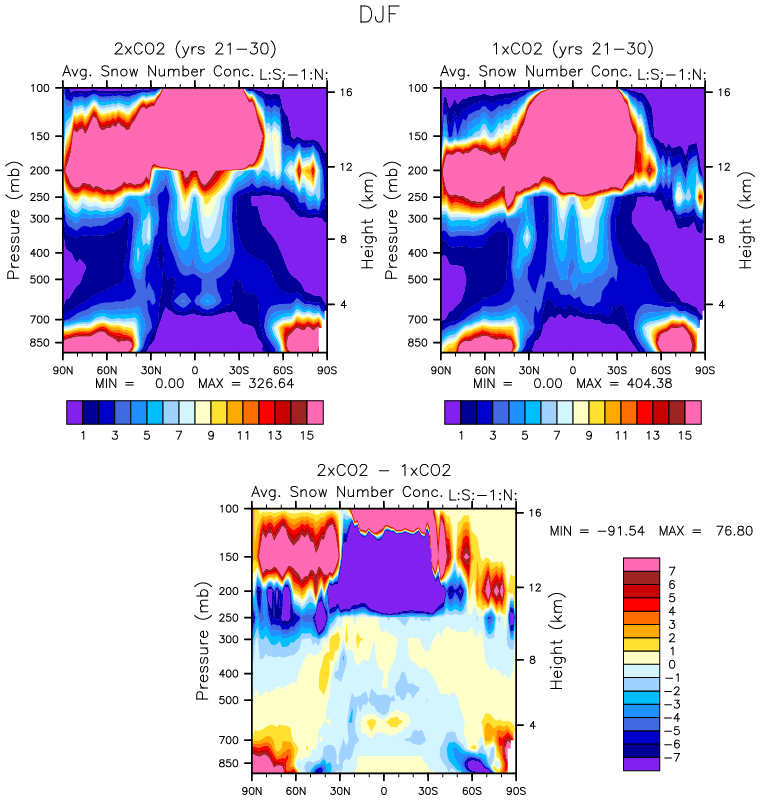 DJF
2xCO2 (yrs 21−30)
Avg. Snow Number Conc. L:S:−1:N:
100
150
200
250
300
400
500
700
850
Pressure (mb)
16
12
8
4
Height (km)
90N 60N 30N 0 30S 60S 90S
MIN = 0.00 MAX = 326.64
1 3 5 7 9 11 13 15
1xCO2 (yrs 21−30)
Avg. Snow Number Conc. L:S:−1:N:
100
150
200
250
300
400
500
700
850
Pressure (mb)
16
12
8
4
Height (km)
90N 60N 30N 0 30S 60S 90S
MIN = 0.00 MAX = 404.38
1 3 5 7 9 11 13 15
2xCO2 − 1xCO2
Avg. Snow Number Conc. L:S:−1:N:
100
150
200
250
300
400
500
700
850
Pressure (mb)
16
12
8
4
Height (km)
90N 60N 30N 0 30S 60S 90S
MIN = −91.54 MAX = 76.80
7
6
5
4
3
2
1
0
−1
−2
−3
−4
−5
−6
−7